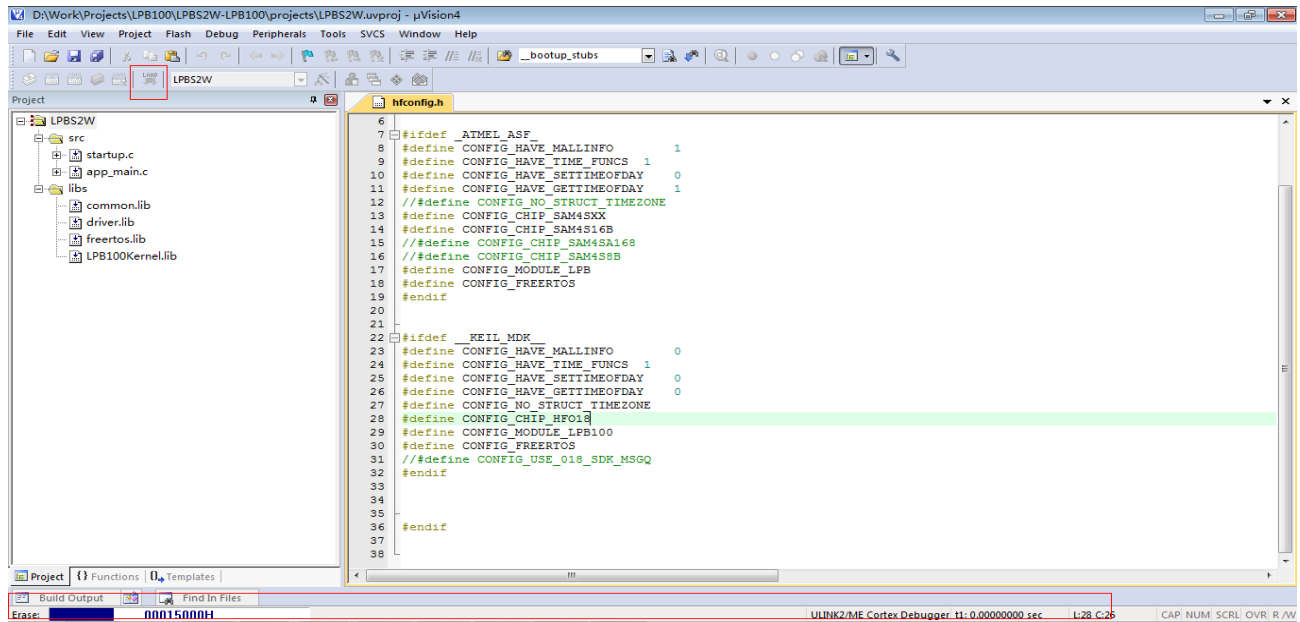 D:\Work\Projects\LPB100\LPBS2W-LPB100\projects\LPBS2W.uvproj - µVision4
File Edit View Project Flash Debug Peripherals Tools SVCS Window Help
__bootup_stubs
LOAD LPBS2W
Project
hfconfig.h
LPBS2W
src
startup.c
app_main.c
libs
common.lib
driver.lib
freertos.lib
LPB100Kernel.lib
6
7 #ifdef _ATMEL_ASF_
8 #define CONFIG_HAVE_MALLINFO 1
9 #define CONFIG_HAVE_TIME_FUNCS 1
10 #define CONFIG_HAVE_SETTIMEOFDAY 0
11 #define CONFIG_HAVE_GETTIMEOFDAY 1
12 //#define CONFIG_NO_STRUCT_TIMEZONE
13 #define CONFIG_CHIP_SAM4SXX
14 #define CONFIG_CHIP_SAM4S16B
15 //#define CONFIG_CHIP_SAM4SA16B
16 //#define CONFIG_CHIP_SAM4S8B
17 #define CONFIG_MODULE_LPB
18 #define CONFIG_FREERTOS
19 #endif
20
21
22 #ifdef __KEIL_MDK__
23 #define CONFIG_HAVE_MALLINFO 0
24 #define CONFIG_HAVE_TIME_FUNCS 1
25 #define CONFIG_HAVE_SETTIMEOFDAY 0
26 #define CONFIG_HAVE_GETTIMEOFDAY 0
27 #define CONFIG_NO_STRUCT_TIMEZONE
28 #define CONFIG_CHIP_HFO18
29 #define CONFIG_MODULE_LPB100
30 #define CONFIG_FREERTOS
31 //#define CONFIG_USE_018_SDK_MSGQ
32 #endif
33
34
35
36 #endif
37
38
Project {} Functions Templates
Build Output Find In Files
Erase: 00015000H ULINK2/ME Cortex Debugger t1: 0.00000000 sec L:28 C:26 CAP NUM SCRL OVR R/W